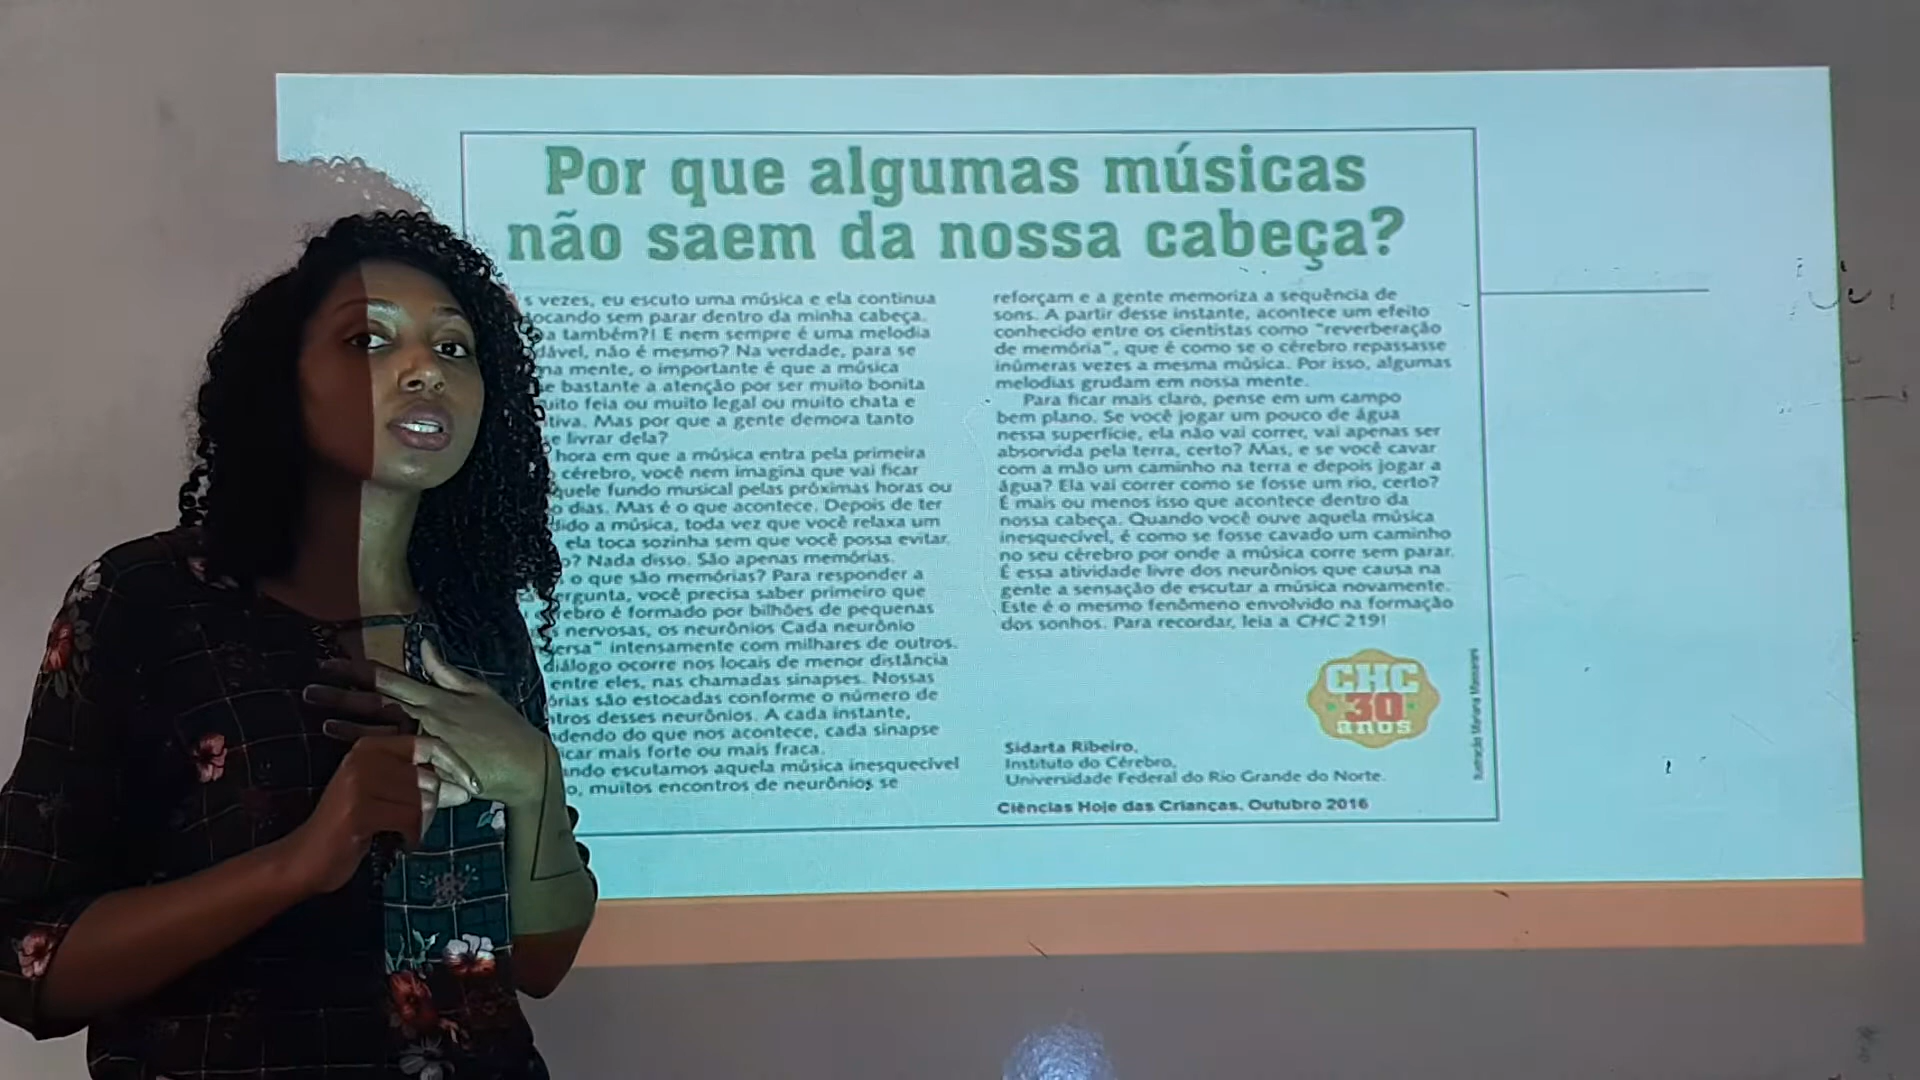 Por que algumas músicas
não saem da nossa cabeça?
s vezes, eu escuto uma música e ela continua
tocando sem parar dentro da minha cabeça.
a também?! E nem sempre é uma melodia
dável, não é mesmo? Na verdade, para se
na mente, o importante é que a música
e bastante a atenção por ser muito bonita
uito feia ou muito legal ou muito chata e
tiva. Mas por que a gente demora tanto
se livrar dela?
hora em que a música entra pela primeira
cérebro, você nem imagina que vai ficar
quele fundo musical pelas próximas horas ou
o dias. Mas é o que acontece. Depois de ter
dido a música, toda vez que você relaxa um
ela toca sozinha sem que você possa evitar.
o? Nada disso. São apenas memórias.
o que são memórias? Para responder a
ergunta, você precisa saber primeiro que
rebro é formado por bilhões de pequenas
s nervosas, os neurônios Cada neurônio
versa" intensamente com milhares de outros.
diálogo ocorre nos locais de menor distância
entre eles, nas chamadas sinapses. Nossas
órias são estocadas conforme o número de
ntros desses neurônios. A cada instante,
ndendo do que nos acontece, cada sinapse
icar mais forte ou mais fraca.
ando escutamos aquela música inesquecível
o, muitos encontros de neurônios se
reforçam e a gente memoriza a sequência de
sons. A partir desse instante, acontece um efeito
conhecido entre os cientistas como "reverberação
de memória", que é como se o cérebro repassasse
inúmeras vezes a mesma música. Por isso, algumas
melodias grudam em nossa mente.
Para ficar mais claro, pense em um campo
bem plano. Se você jogar um pouco de água
nessa superfície, ela não vai correr, vai apenas ser
absorvida pela terra, certo? Mas, e se você cavar
com a mão um caminho na terra e depois jogar a
água? Ela vai correr como se fosse um rio, certo?
É mais ou menos isso que acontece dentro da
nossa cabeça. Quando você ouve aquela música
inesquecível, é como se fosse cavado um caminho
no seu cérebro por onde a música corre sem parar.
É essa atividade livre dos neurônios que causa na
gente a sensação de escutar a música novamente.
Este é o mesmo fenômeno envolvido na formação
dos sonhos. Para recordar, leia a CHC 219!
CHC
30
anos
Sidarta Ribeiro,
Instituto do Cérebro,
Universidade Federal do Rio Grande do Norte.
Ciências Hoje das Crianças. Outubro 2016
Ilustração Mariana Massarani